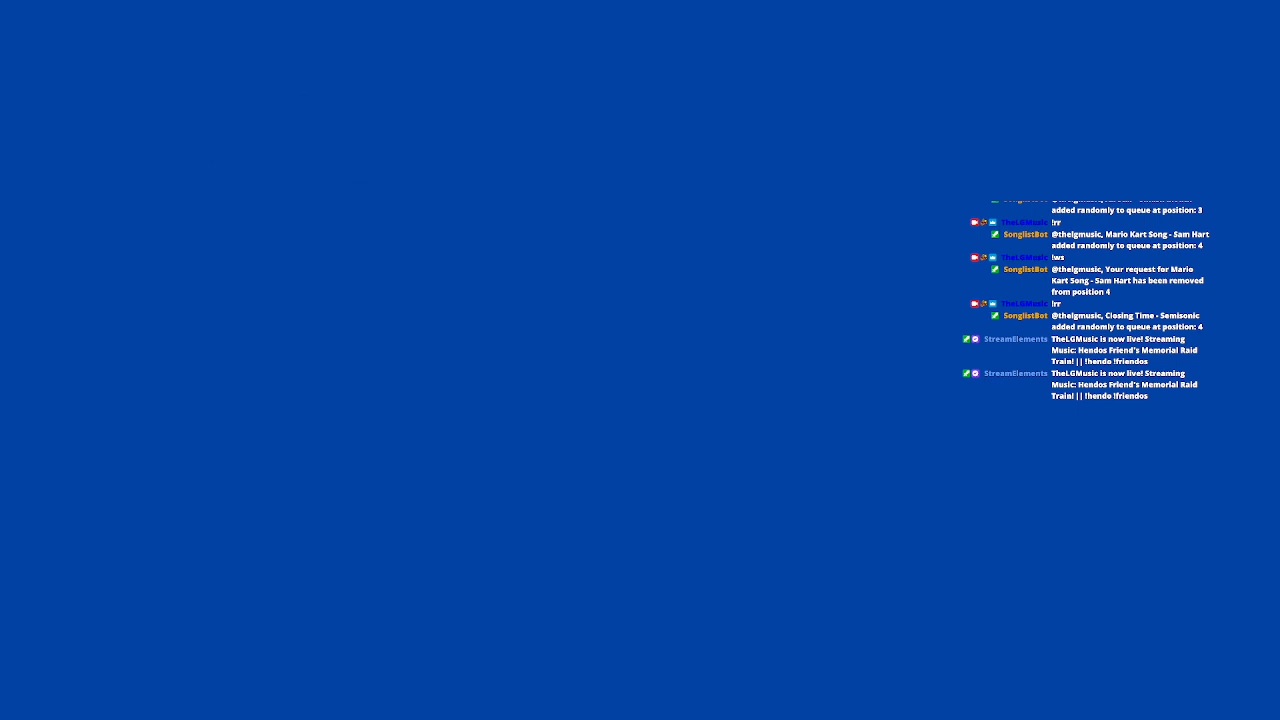 added randomly to queue at position: 3
TheLGMusic !rr
SonglistBot @thelgmusic, Mario Kart Song - Sam Hart
added randomly to queue at position: 4
TheLGMusic !ws
SonglistBot @thelgmusic, Your request for Mario
Kart Song - Sam Hart has been removed
from position 4
TheLGMusic !rr
SonglistBot @thelgmusic, Closing Time - Semisonic
added randomly to queue at position: 4
StreamElements TheLGMusic is now live! Streaming
Music: Hendos Friend's Memorial Raid
Train! || !hendo !friendos
StreamElements TheLGMusic is now live! Streaming
Music: Hendos Friend's Memorial Raid
Train! || !hendo !friendos